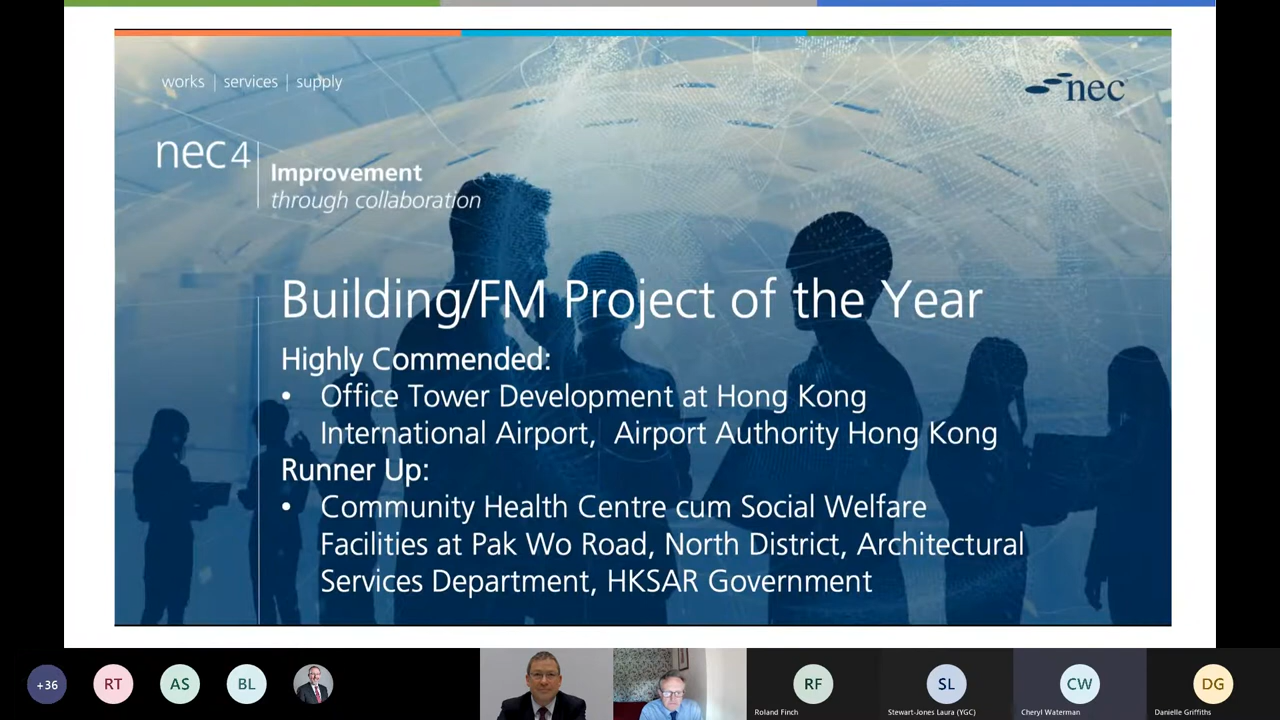 works | services | supply
nec
nec4
Improvement
through collaboration
Building/FM Project of the Year
Highly Commended:
• Office Tower Development at Hong Kong
International Airport, Airport Authority Hong Kong
Runner Up:
• Community Health Centre cum Social Welfare
Facilities at Pak Wo Road, North District, Architectural
Services Department, HKSAR Government
+36
RT
AS
BL
RF
SL
CW
DG
Roland Finch
Stewart-Jones Laura (YGC)
Cheryl Waterman
Danielle Griffiths